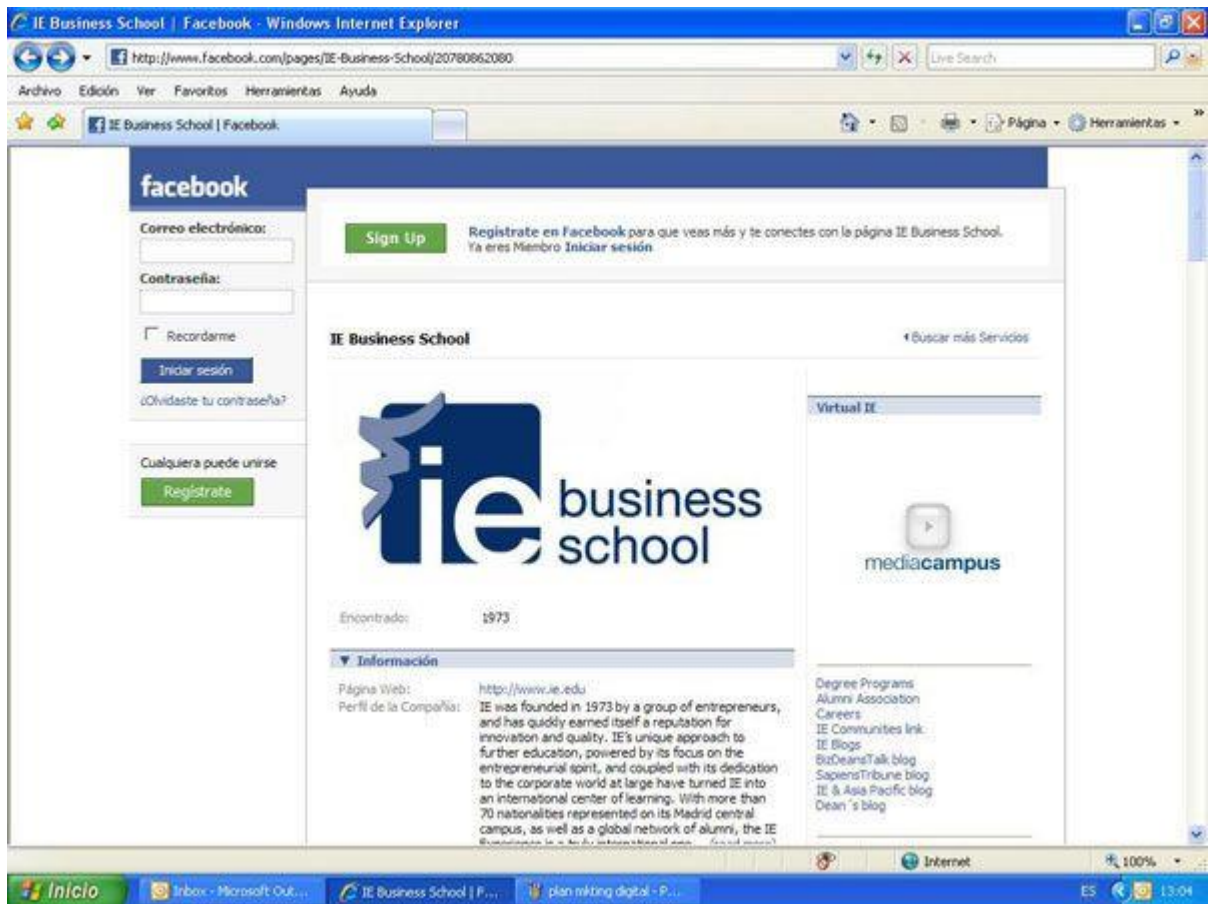 IE Business School | Facebook - Windows Internet Explorer
http://www.facebook.com/pages/IE-Business-School/20780862080
Live Search
Archivo Edición Ver Favoritos Herramientas Ayuda
IE Business School | Facebook
Página
Herramientas
facebook
Correo electrónico:
Contraseña:
Recordarme
Iniciar sesión
¿Olvidaste tu contraseña?
Cualquiera puede unirse
Regístrate
Sign Up
Regístrate en Facebook para que veas más y te conectes con la página IE Business School.
Ya eres Miembro Iniciar sesión
IE Business School
Buscar más Servicios
ie business
school
Encontrado: 1973
Información
Página Web: http://www.ie.edu
Perfil de la Compañía: IE was founded in 1973 by a group of entrepreneurs,
and has quickly earned itself a reputation for
innovation and quality. IE's unique approach to
further education, powered by its focus on the
entrepreneurial spirit, and coupled with its dedication
to the corporate world at large have turned IE into
an international center of learning. With more than
70 nationalities represented on its Madrid central
campus, as well as a global network of alumni, the IE
Virtual IE
mediacampus
Degree Programs
Alumni Association
Careers
IE Communities link
IE Blogs
BizDeansTalk blog
SapiensTribune blog
IE & Asia Pacific blog
Dean ´s blog
Internet
100%
Inicio
Inbox - Microsoft Out...
IE Business School | F...
plan mkting digital - P...
ES
13:04